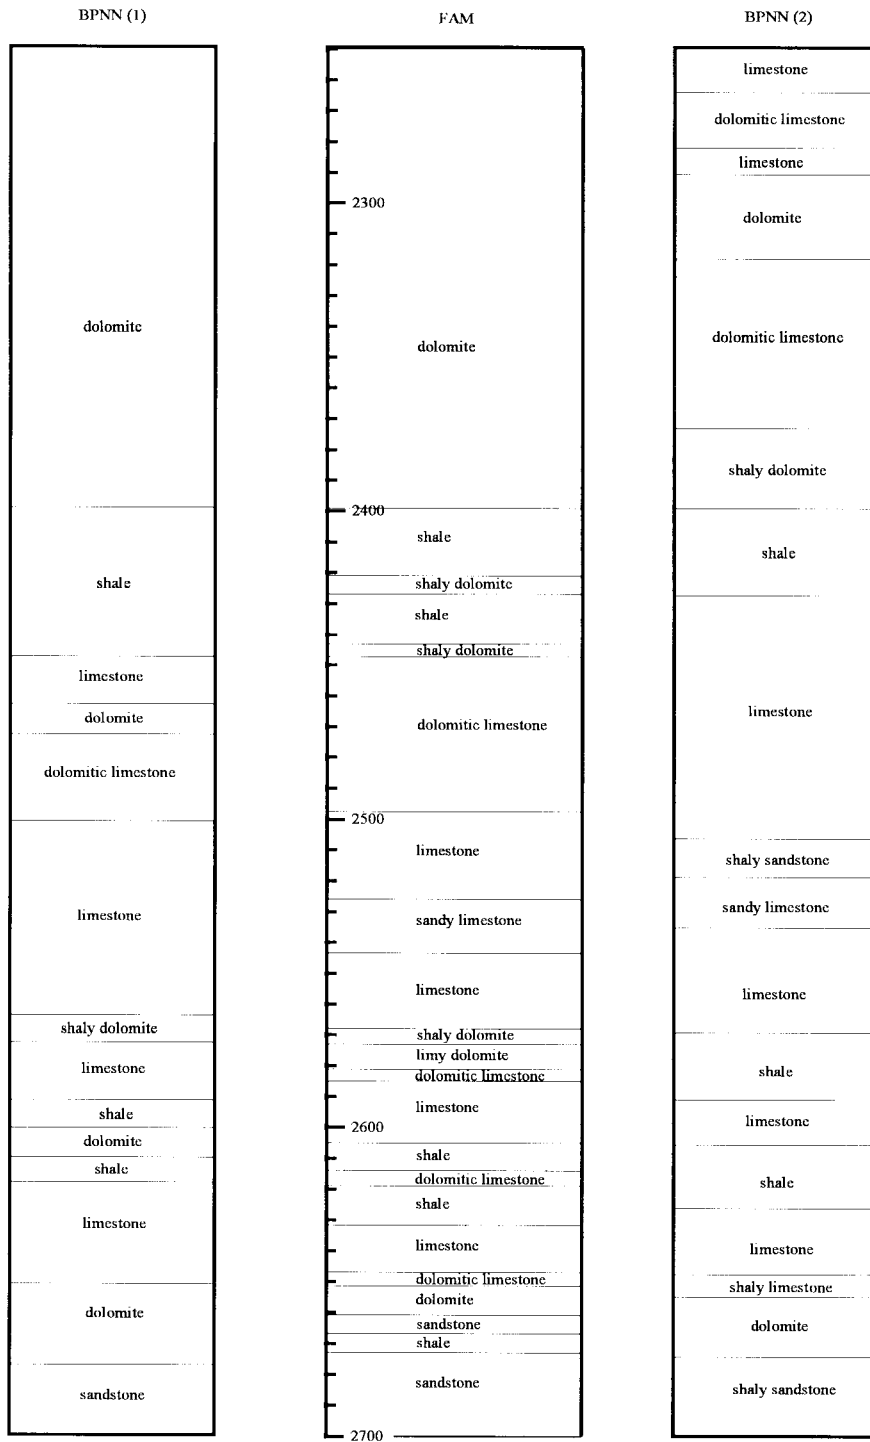 BPNN (1)
dolomite
shale
limestone
dolomite
dolomitic limestone
limestone
shaly dolomite
limestone
shale
dolomite
shale
limestone
dolomite
sandstone
FAM
2300
dolomite
2400
shale
shaly dolomite
shale
shaly dolomite
dolomitic limestone
2500
limestone
sandy limestone
limestone
shaly dolomite
limy dolomite
dolomitic limestone
limestone
2600
shale
dolomitic limestone
shale
limestone
dolomitic limestone
dolomite
sandstone
shale
sandstone
2700
BPNN (2)
limestone
dolomitic limestone
limestone
dolomite
dolomitic limestone
shaly dolomite
shale
limestone
shaly sandstone
sandy limestone
limestone
shale
limestone
shale
limestone
shaly limestone
dolomite
shaly sandstone